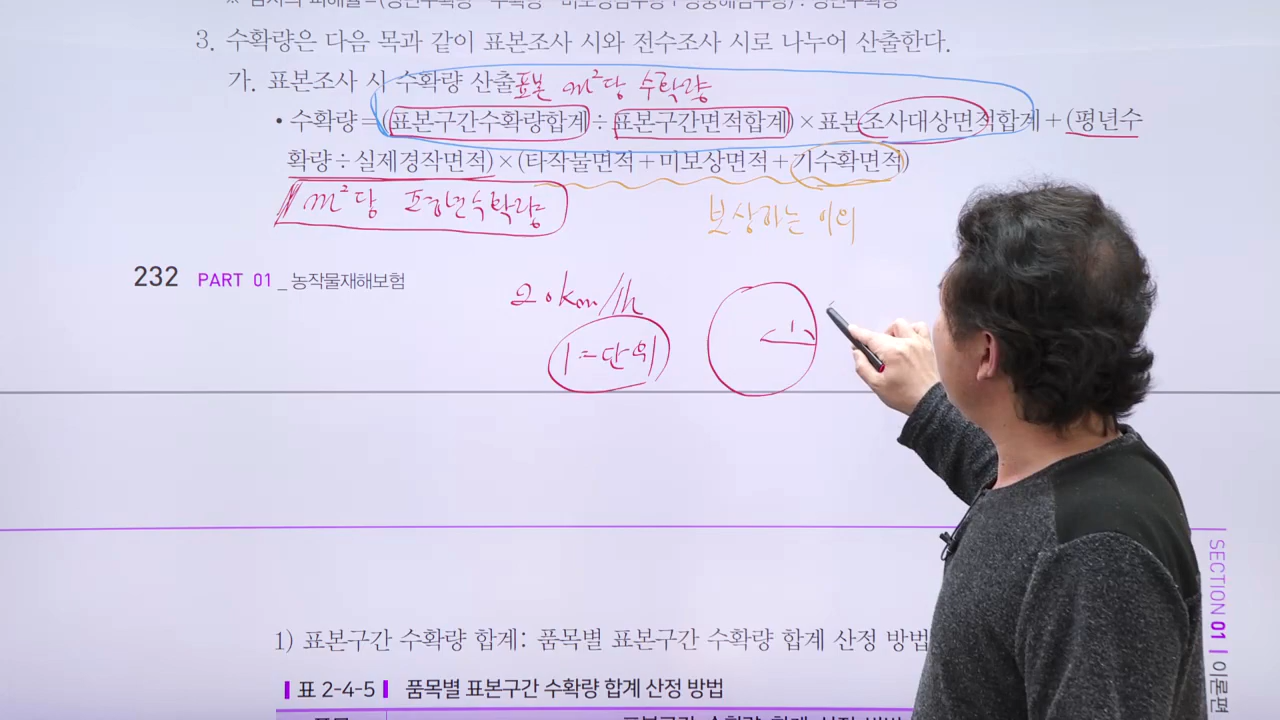 3. 수확량은 다음 목과 같이 표본조사 시와 전수조사 시로 나누어 산출한다.
가. 표본조사 시 수확량 산출 표본 m²당 수확량
• 수확량=(표본구간수확량합계÷표본구간면적합계)×표본조사대상면적합계+(평년수
확량÷실제경작면적)×(타작물면적+미보상면적+기수확면적)
m²당 평년수확량
보상하는 이외
232 PART 01 _ 농작물재해보험
20km/h
1=단위
1
SECTION 01 | 이론편
1) 표본구간 수확량 합계: 품목별 표본구간 수확량 합계 산정 방법
표 2-4-5 품목별 표본구간 수확량 합계 산정 방법